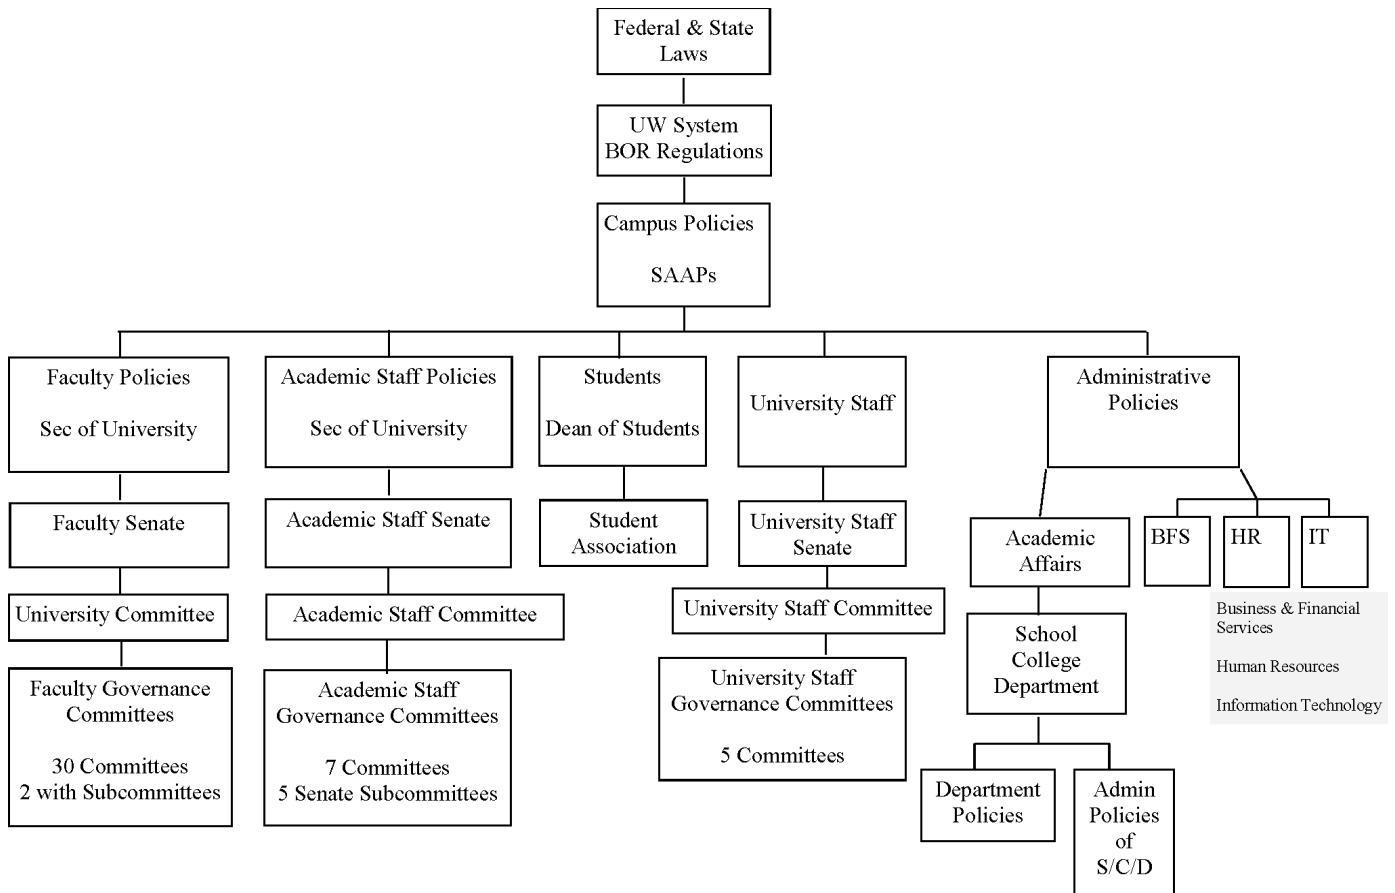 Federal & State
Laws
UW System
BOR Regulations
Campus Policies
SAAPs
Faculty Policies
Sec of University
Academic Staff Policies
Sec of University
Students
Dean of Students
University Staff
Administrative
Policies
Faculty Senate
Academic Staff Senate
Student
Association
University Staff
Senate
Academic
Affairs
BFS
HR
IT
University Committee
Academic Staff Committee
University Staff Committee
School
College
Department
Business & Financial
Services
Human Resources
Information Technology
Faculty Governance
Committees
30 Committees
2 with Subcommittees
Academic Staff
Governance Committees
7 Committees
5 Senate Subcommittees
University Staff
Governance Committees
5 Committees
Department
Policies
Admin
Policies
of
S/C/D